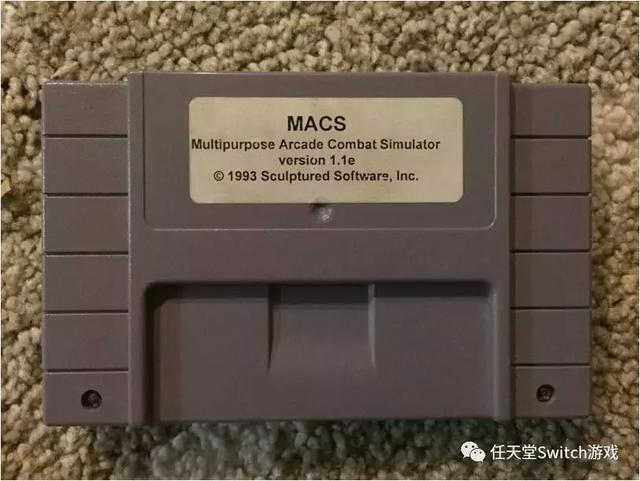 MACS
Multipurpose Arcade Combat Simulator
version 1.1e
© 1993 Sculptured Software, Inc.
任天堂Switch游戏